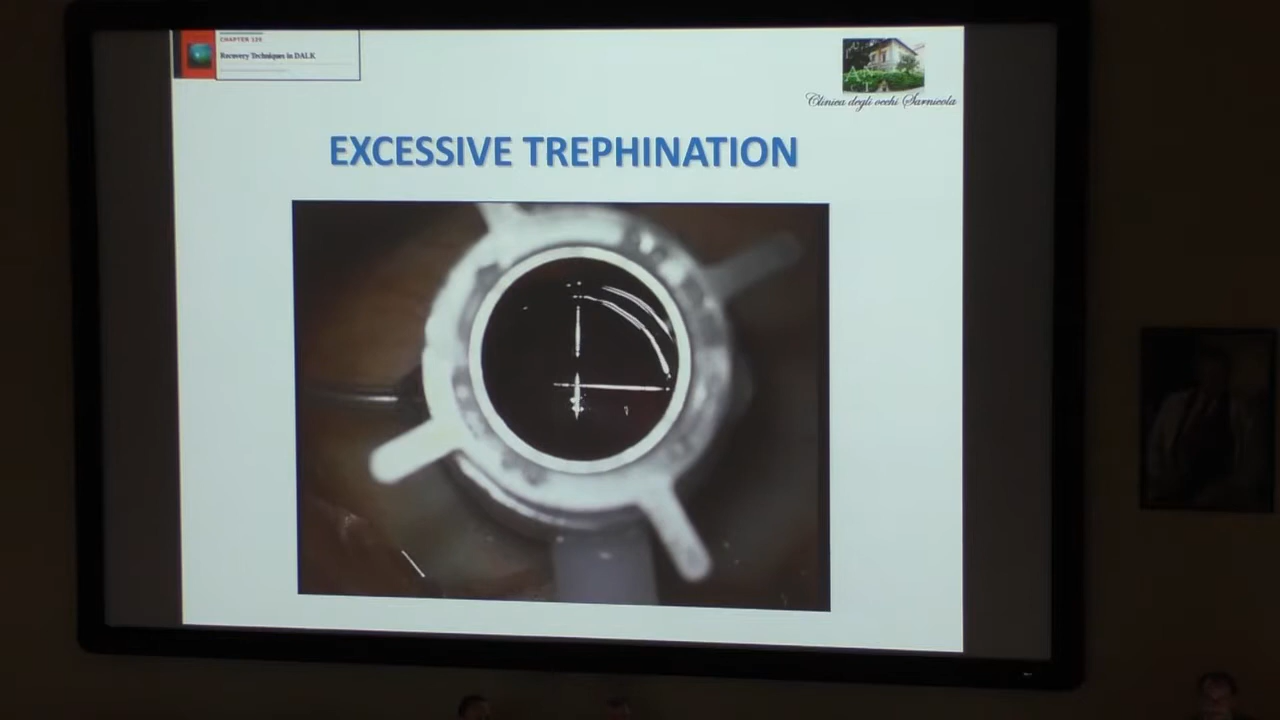 CHAPTER 126
Recovery Techniques in DALK
Clinica degli occhi Sarnicola
EXCESSIVE TREPHINATION